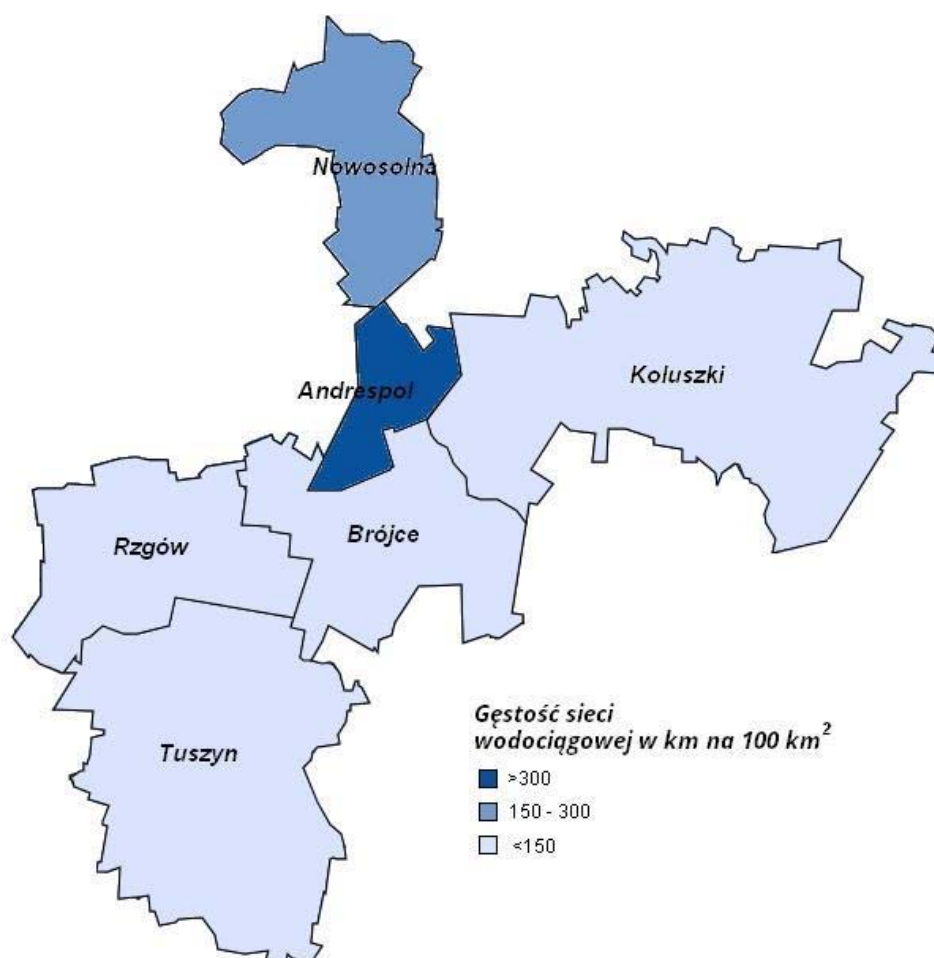 Nowosolna
Koluszki
Andrespol
Brójce
Rzgów
Tuszyn
Gęstość sieci
wodociągowej w km na 100 km²
>300
150 - 300
<150